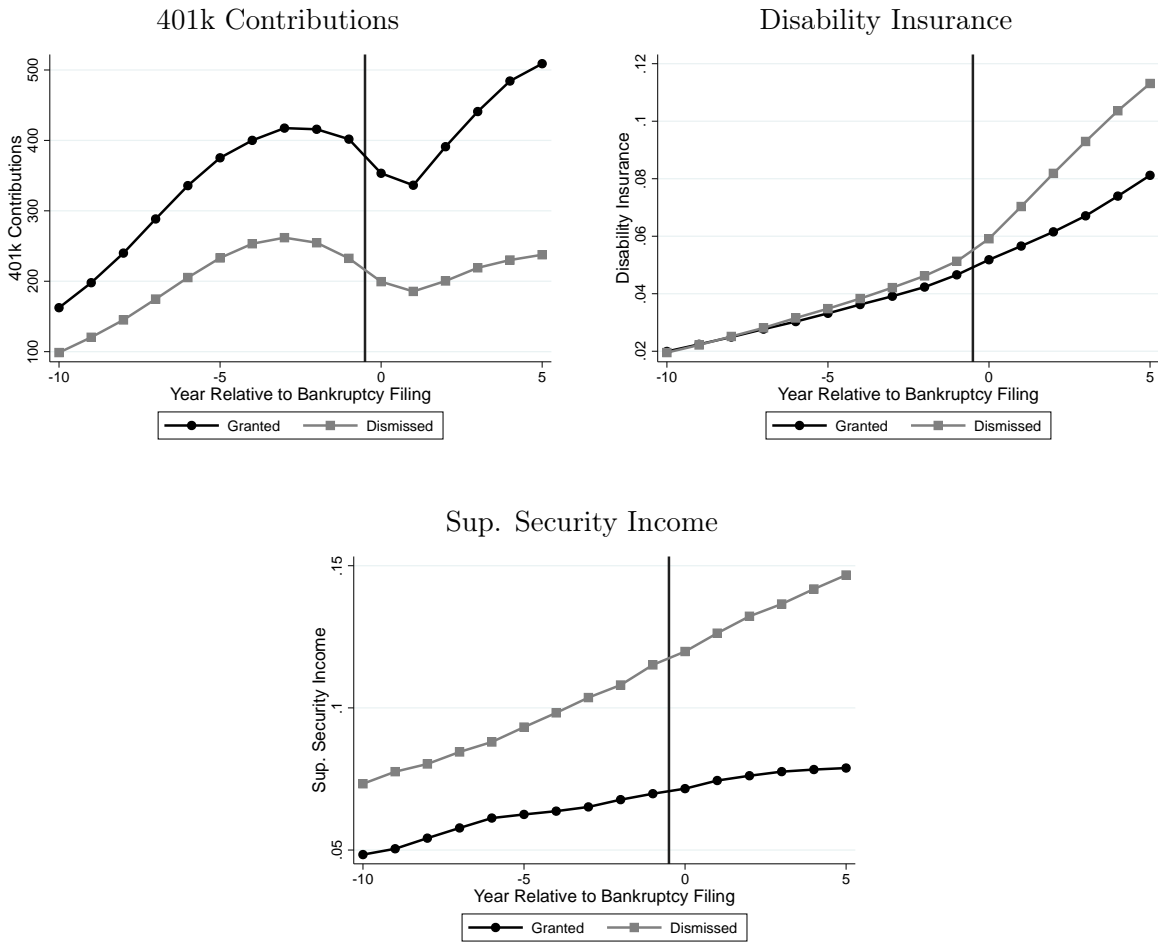 401k Contributions
500
400
300
200
100
401k Contributions
-10 -5 0 5
Year Relative to Bankruptcy Filing
Granted Dismissed
Disability Insurance
.12
.1
.08
.06
.04
.02
Disability Insurance
-10 -5 0 5
Year Relative to Bankruptcy Filing
Granted Dismissed
Sup. Security Income
.15
.1
.05
Sup. Security Income
-10 -5 0 5
Year Relative to Bankruptcy Filing
Granted Dismissed